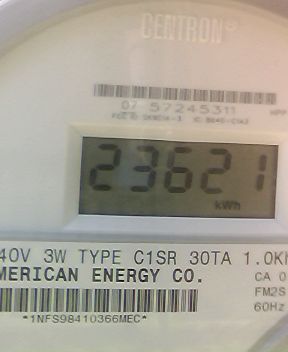 CENTRON®
07 57245311
23621
kWh
40V 3W TYPE C1SR 30TA 1.0K
MERICAN ENERGY CO.
CA 0
FM2S
60Hz
*1NFS98410366MEC*